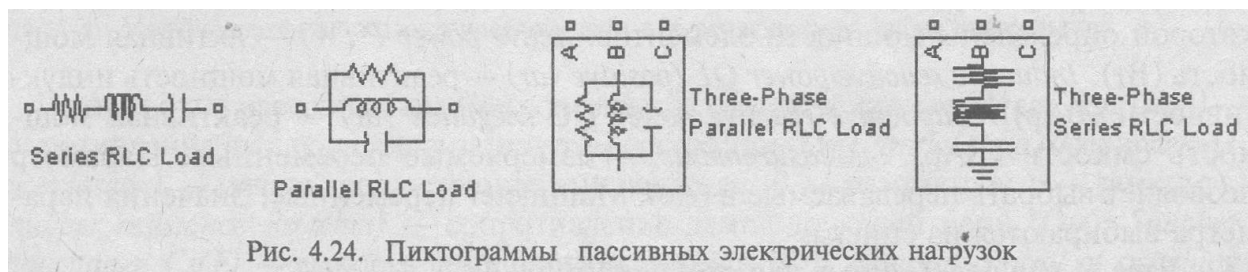 A B C
A B C
Three-Phase
Parallel RLC Load
Three-Phase
Series RLC Load
Series RLC Load
Parallel RLC Load
Рис. 4.24. Пиктограммы пассивных электрических нагрузок